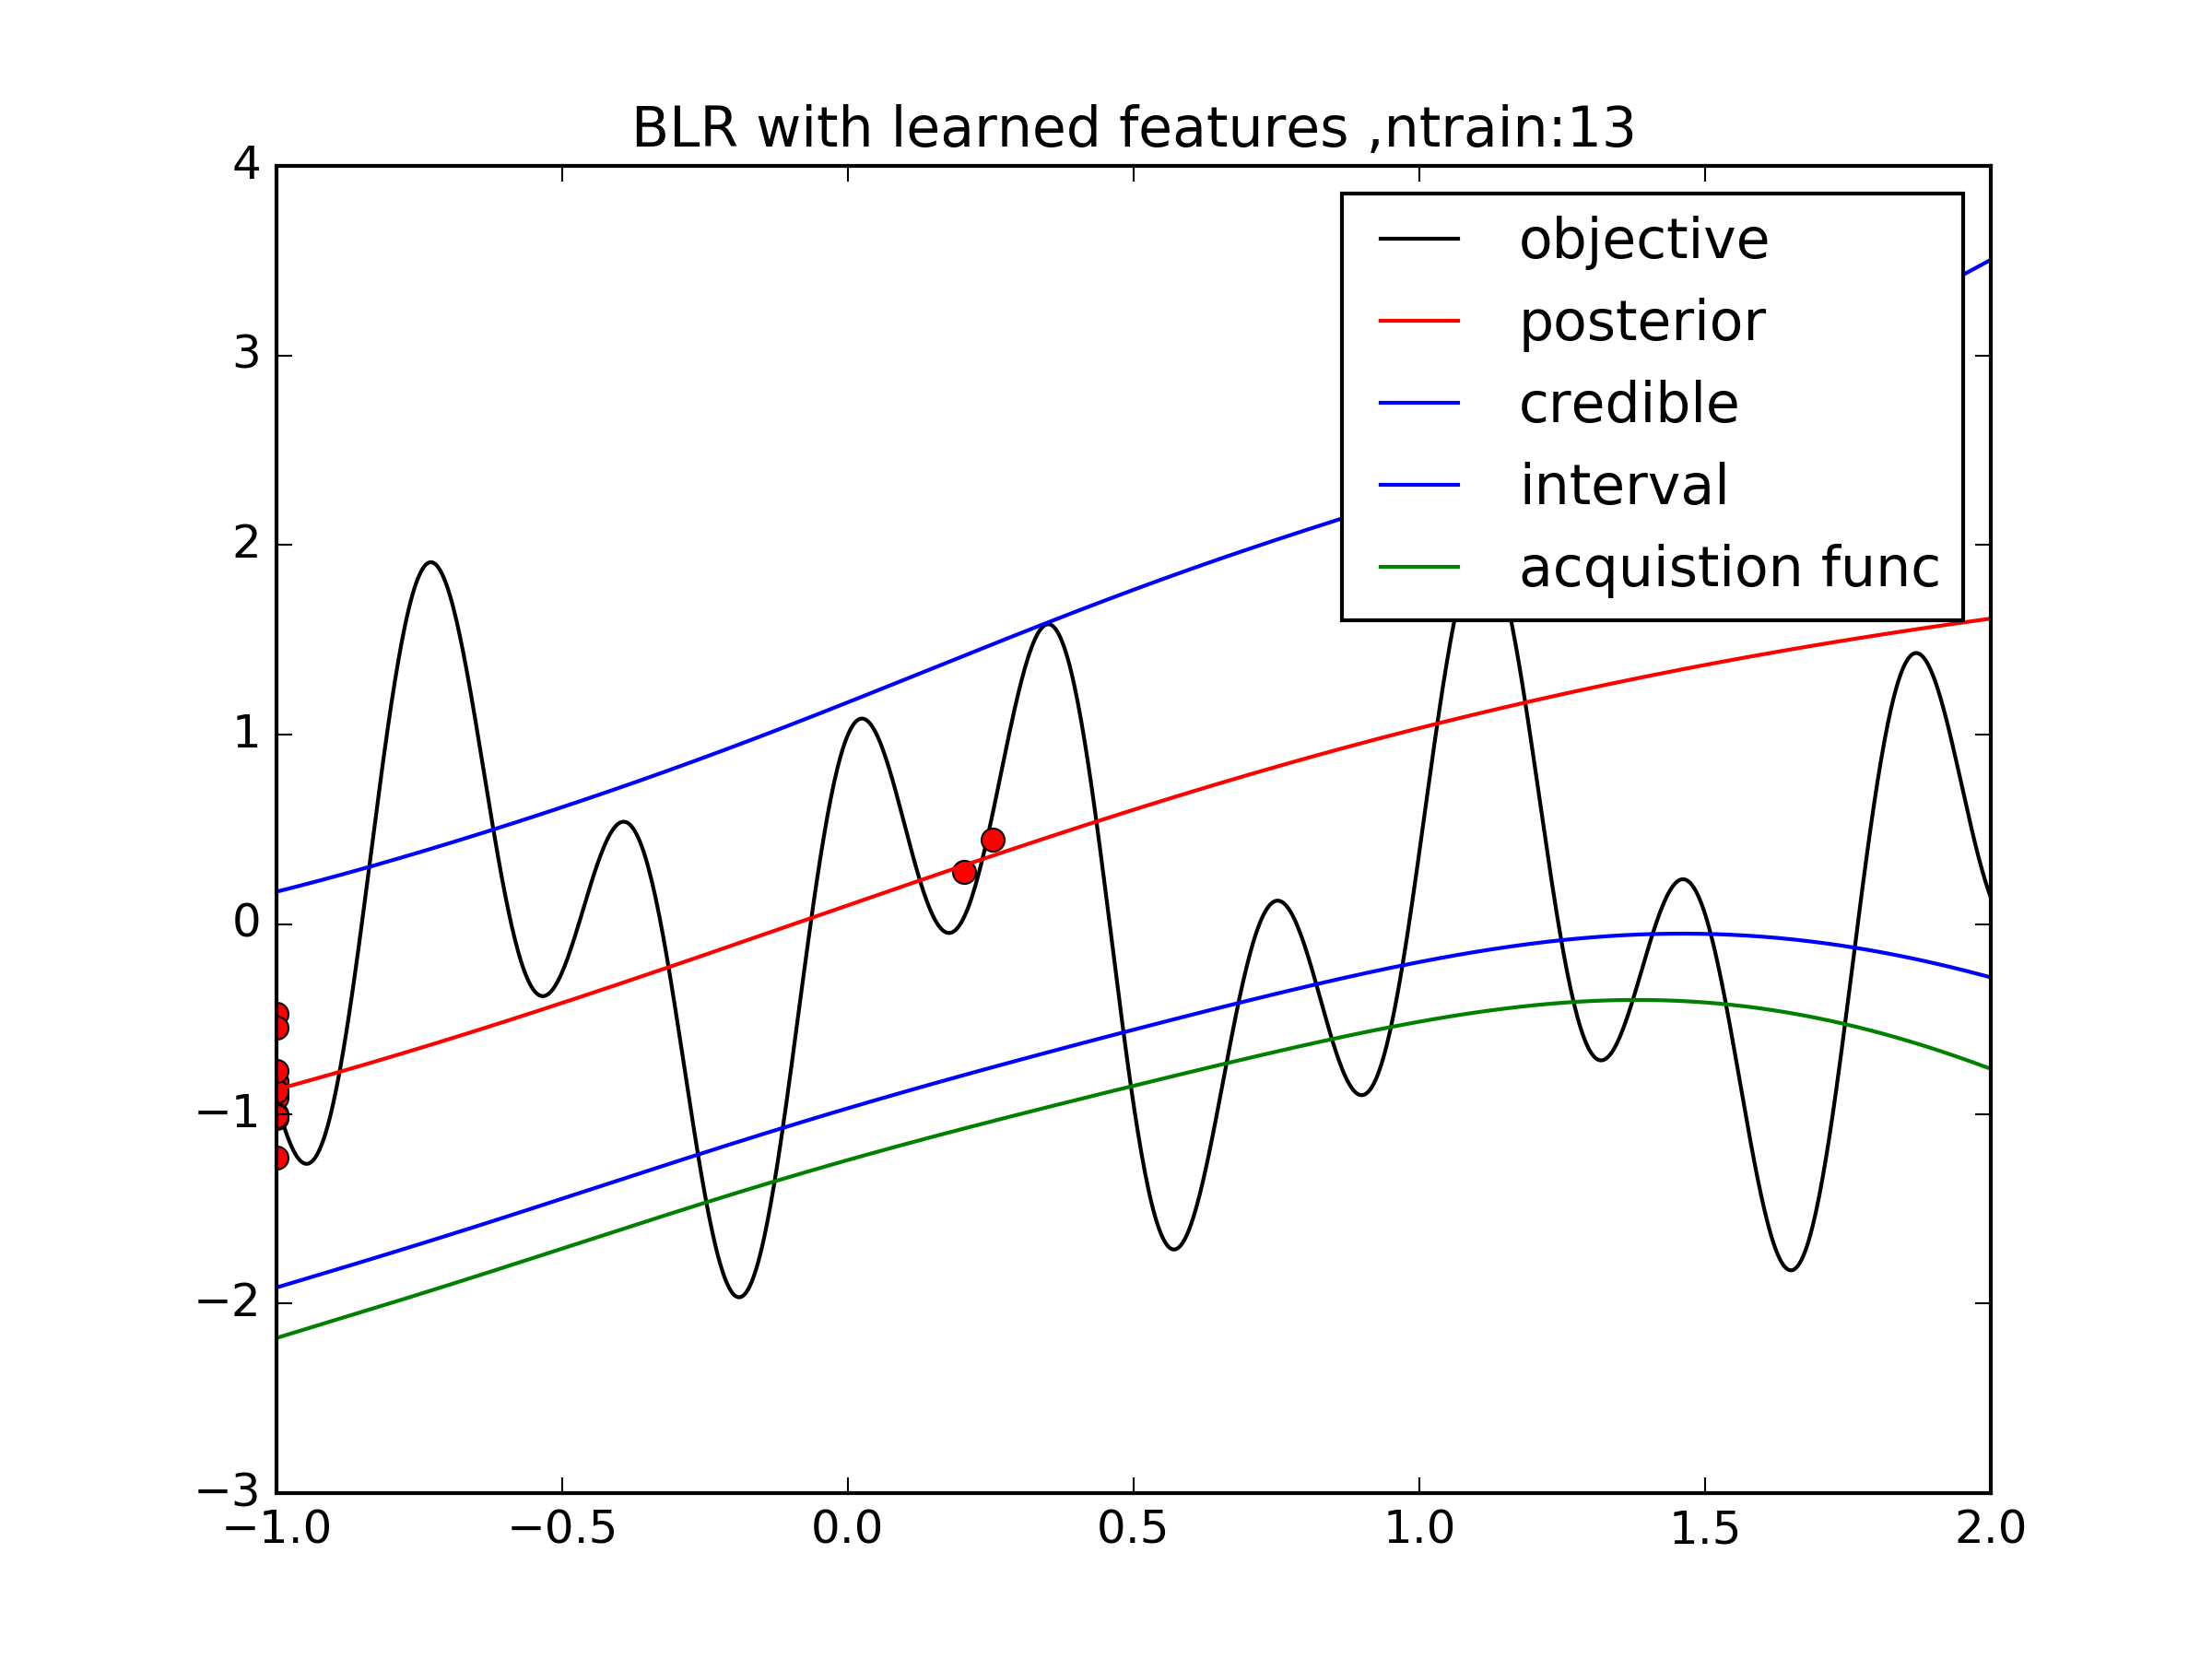 BLR with learned features ,ntrain:13
4
3
2
1
0
−1
−2
−3
objective
posterior
credible
interval
acquistion func
−1.0 −0.5 0.0 0.5 1.0 1.5 2.0